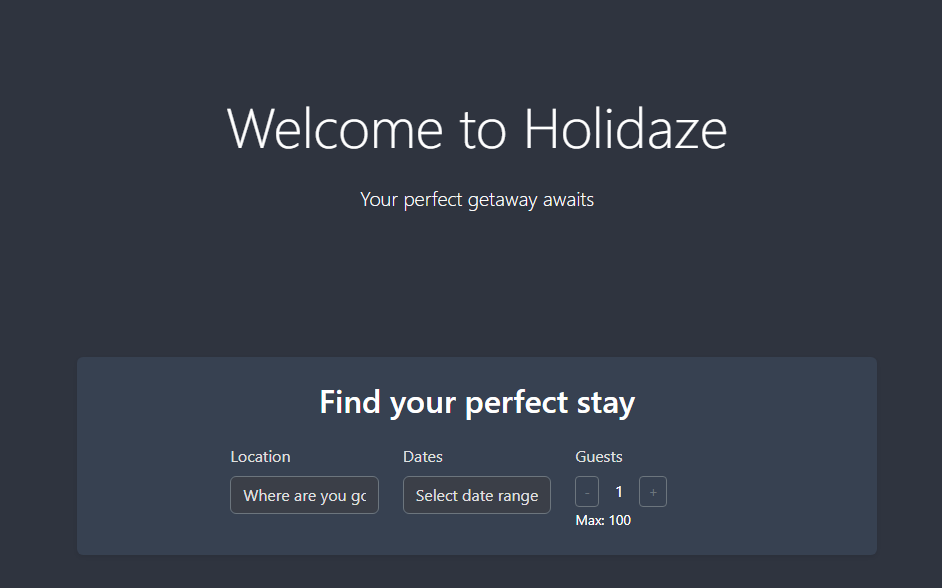 Welcome to Holidaze
Your perfect getaway awaits
Find your perfect stay
Location Dates Guests
Where are you gc Select date range - 1 +
Max: 100